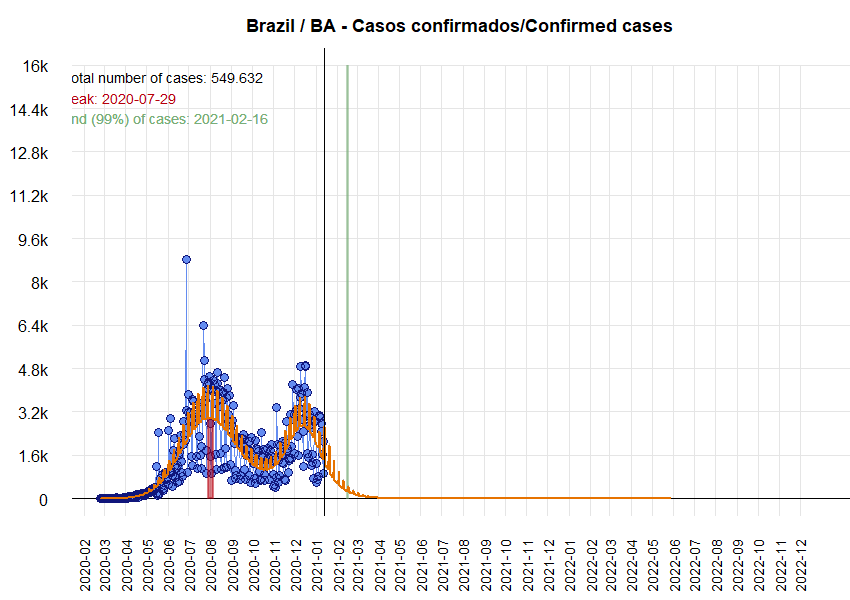 Brazil / BA - Casos confirmados/Confirmed cases
16k
otal number of cases: 549.632
eak: 2020-07-29
14.4k
nd (99%) of cases: 2021-02-16
12.8k
11.2k
9.6k
8k
6.4k
4.8k
3.2k
1.6k
0
2020-02
2020-03
2020-04
2020-05
2020-06
2020-07
2020-08
2020-09
2020-10
2020-11
2020-12
2021-01
2021-02
2021-03
2021-04
2021-05
2021-06
2021-07
2021-08
2021-09
2021-10
2021-11
2021-12
2022-01
2022-02
2022-03
2022-04
2022-05
2022-06
2022-07
2022-08
2022-09
2022-10
2022-11
2022-12